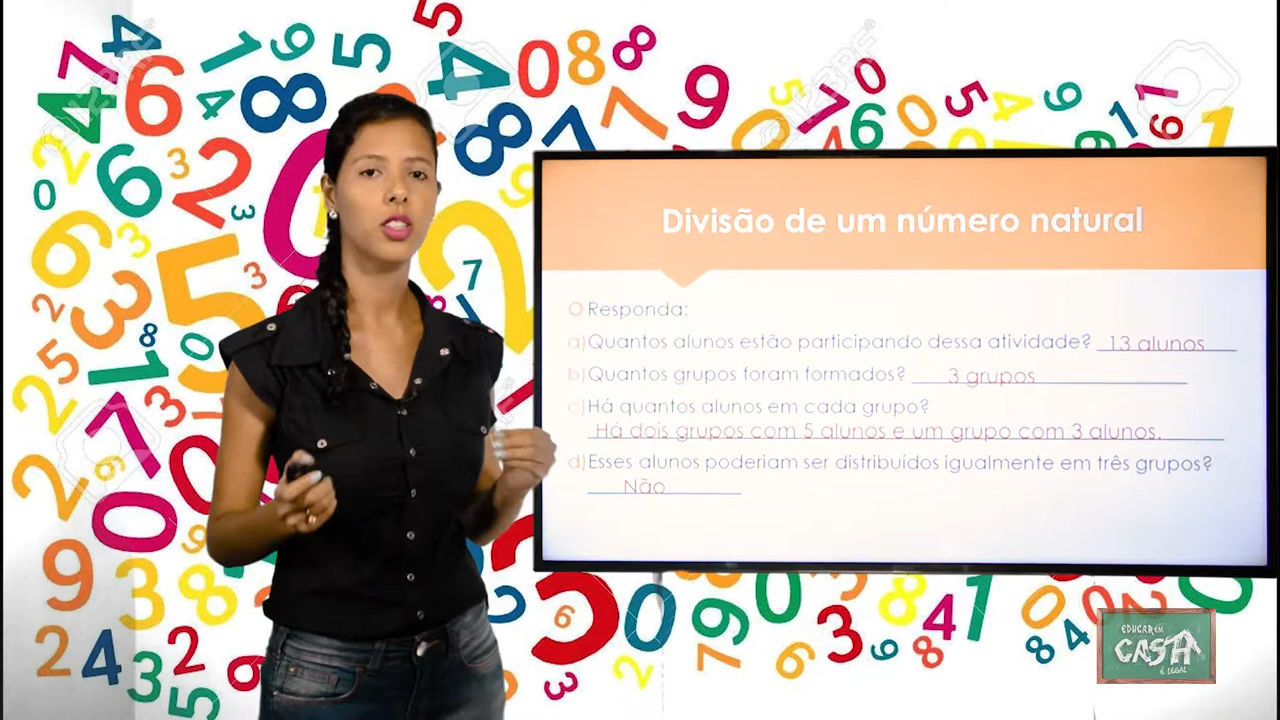 Divisão de um número natural
Responda:
a) Quantos alunos estão participando dessa atividade? 13 alunos
b) Quantos grupos foram formados? 3 grupos
c) Há quantos alunos em cada grupo?
Há dois grupos com 5 alunos e um grupo com 3 alunos.
d) Esses alunos poderiam ser distribuídos igualmente em três grupos?
Não
EDUCAR EM
CASA
É LEGAL